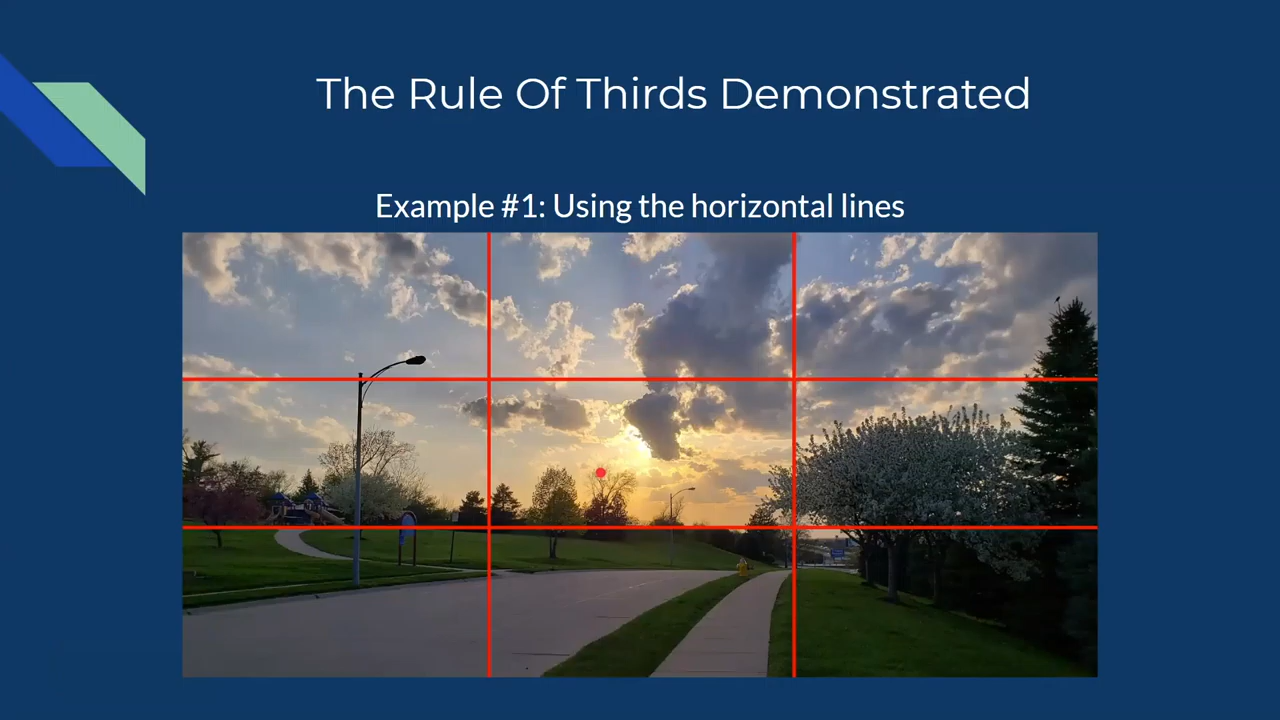 The Rule Of Thirds Demonstrated
Example #1: Using the horizontal lines